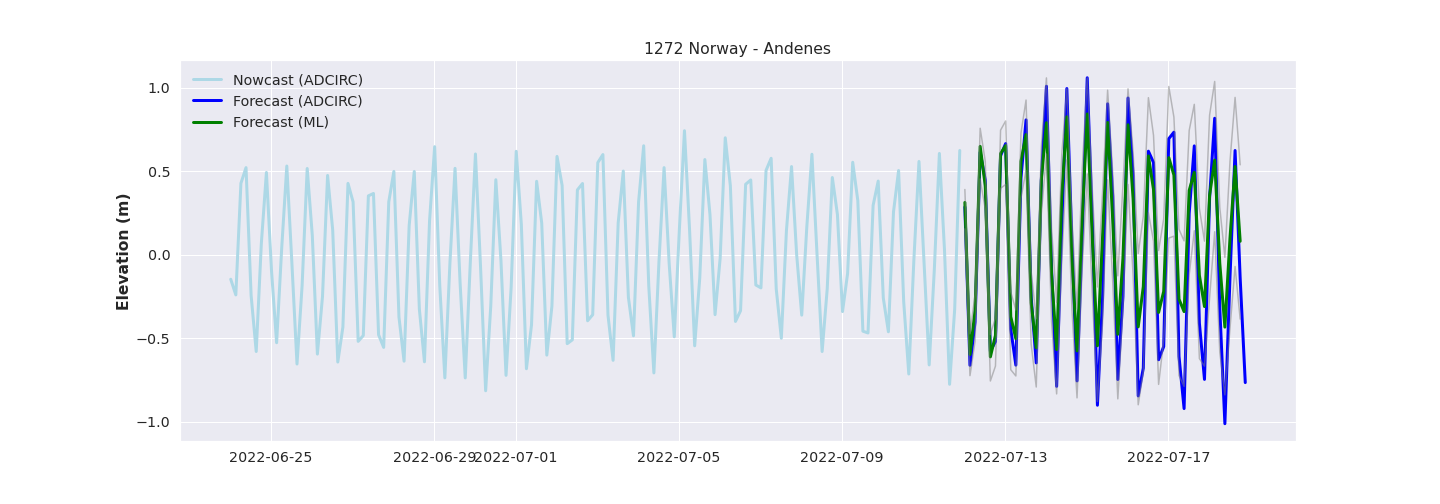 1272 Norway - Andenes
Nowcast (ADCIRC)
Forecast (ADCIRC)
Forecast (ML)
Elevation (m)
1.0
0.5
0.0
−0.5
−1.0
2022-06-25 2022-06-29 2022-07-01 2022-07-05 2022-07-09 2022-07-13 2022-07-17